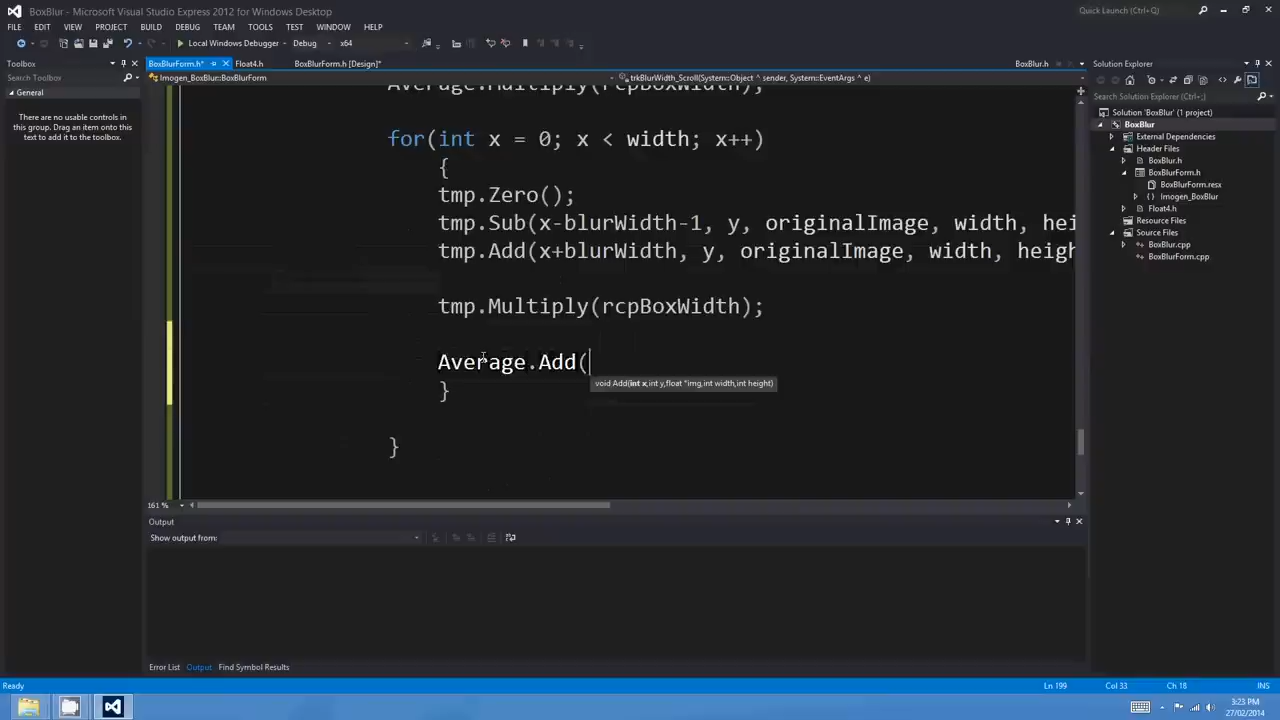 BoxBlur - Microsoft Visual Studio Express 2012 for Windows Desktop
Quick Launch (Ctrl+;)
FILE EDIT VIEW PROJECT BUILD DEBUG TEAM TOOLS TEST WINDOW HELP
Local Windows Debugger Debug x64
Toolbox
BoxBlurForm.h* Float4.h BoxBlurForm.h [Design]* BoxBlur.h
Solution Explorer
Search Toolbox
Imogen_BoxBlur::BoxBlurForm
trkBlurWidth_Scroll(System::Object ^ sender, System::EventArgs ^ e)
General
There are no usable controls in
this group. Drag an item onto this
text to add it to the toolbox.
Search Solution Explorer (Ctrl+;)
Solution 'BoxBlur' (1 project)
BoxBlur
External Dependencies
Header Files
BoxBlur.h
BoxBlurForm.h
BoxBlurForm.resx
Imogen_BoxBlur
Float4.h
Resource Files
Source Files
BoxBlur.cpp
BoxBlurForm.cpp
Average.Multiply(rcpBoxWidth);
for(int x = 0; x < width; x++)
{
tmp.Zero();
tmp.Sub(x-blurWidth-1, y, originalImage, width, hei
tmp.Add(x+blurWidth, y, originalImage, width, heigh
tmp.Multiply(rcpBoxWidth);
Average.Add(
void Add(int x,int y,float *img,int width,int height)
}
}
161 %
Output
Show output from:
Error List Output Find Symbol Results
Ready Ln 199 Col 33 Ch 18 INS
3:23 PM
27/02/2014